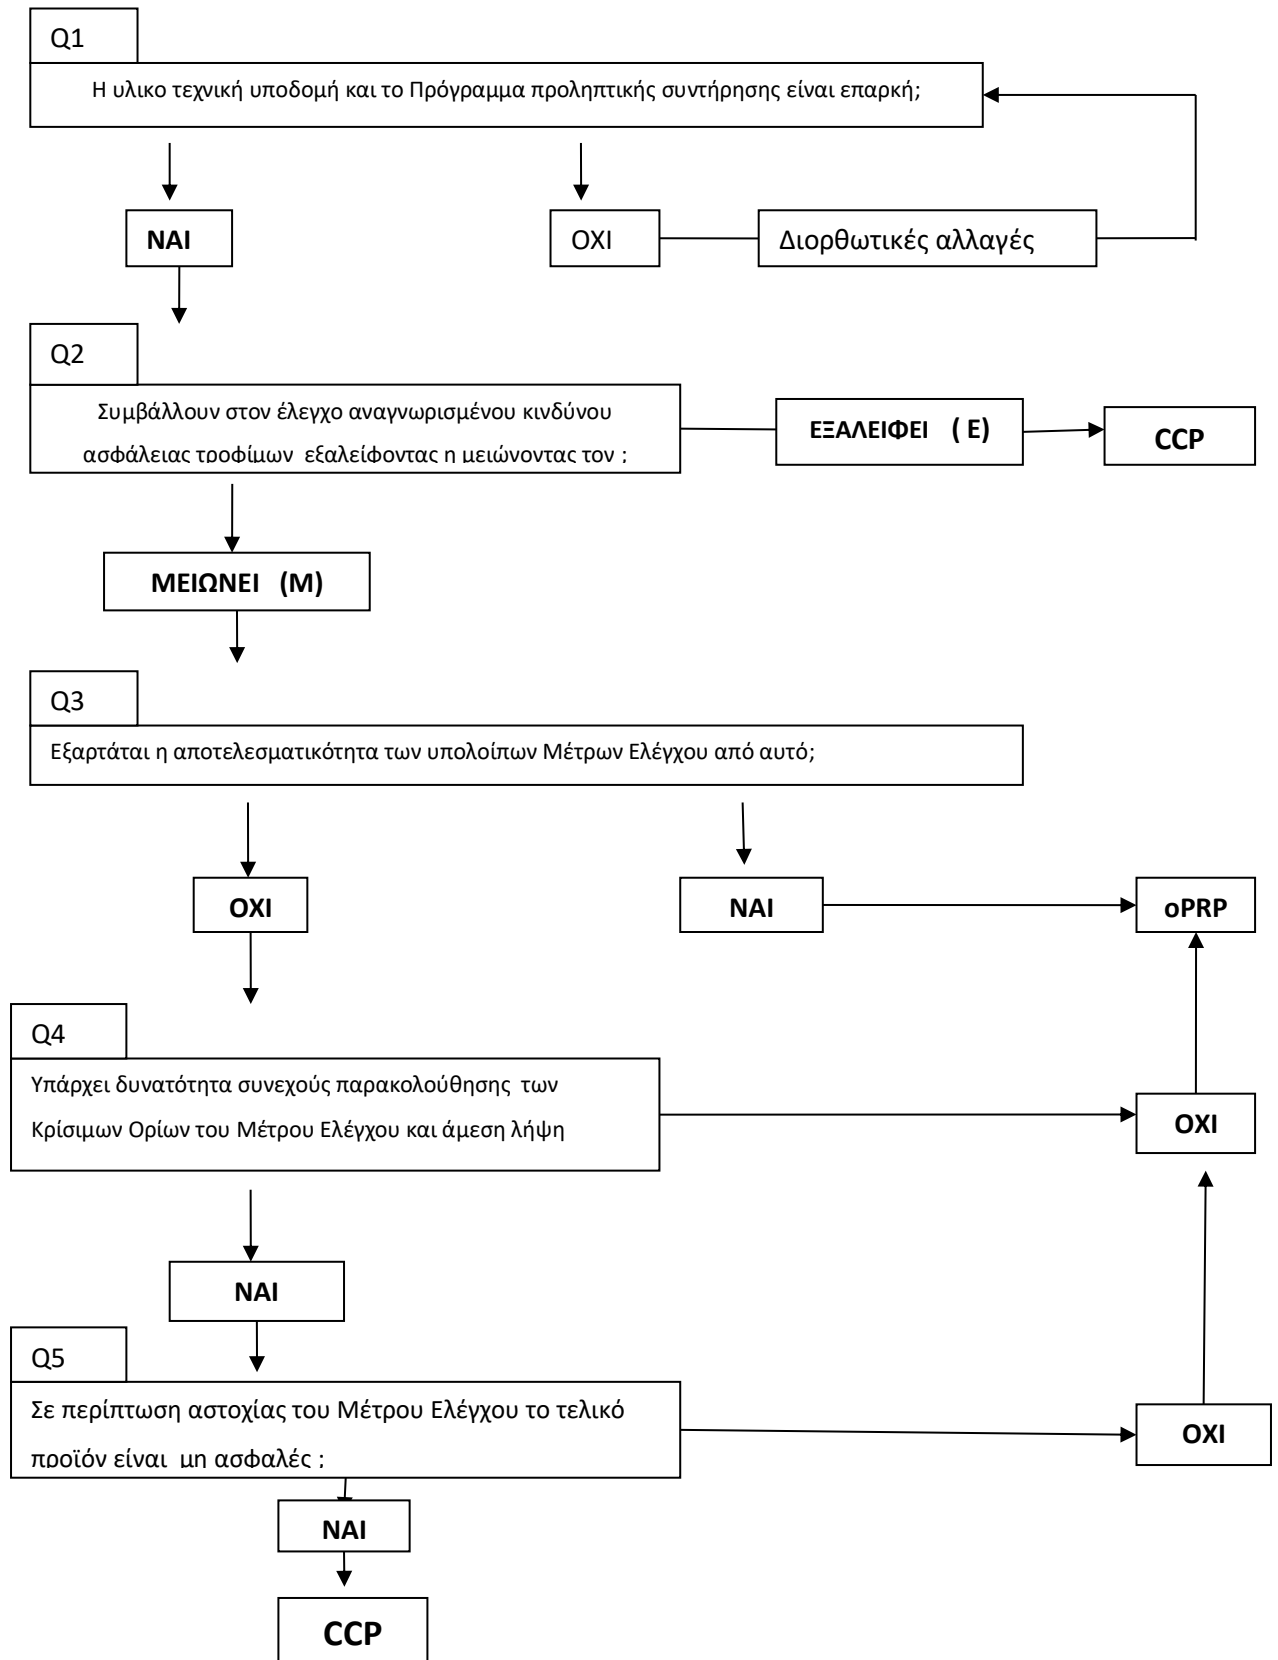 Q1
Η υλικο τεχνική υποδομή και το Πρόγραμμα προληπτικής συντήρησης είναι επαρκή;
ΝΑΙ
ΟΧΙ
Διορθωτικές αλλαγές
Q2
Συμβάλλουν στον έλεγχο αναγνωρισμένου κινδύνου
ασφάλειας τροφίμων εξαλείφοντας η μειώνοντας τον ;
ΕΞΑΛΕΙΦΕΙ ( Ε)
CCP
ΜΕΙΩΝΕΙ (Μ)
Q3
Εξαρτάται η αποτελεσματικότητα των υπολοίπων Μέτρων Ελέγχου από αυτό;
ΟΧΙ
ΝΑΙ
oPRP
Q4
Υπάρχει δυνατότητα συνεχούς παρακολούθησης των
Κρίσιμων Ορίων του Μέτρου Ελέγχου και άμεση λήψη
ΟΧΙ
ΝΑΙ
Q5
Σε περίπτωση αστοχίας του Μέτρου Ελέγχου το τελικό
προϊόν είναι μη ασφαλές ;
ΟΧΙ
ΝΑΙ
CCP